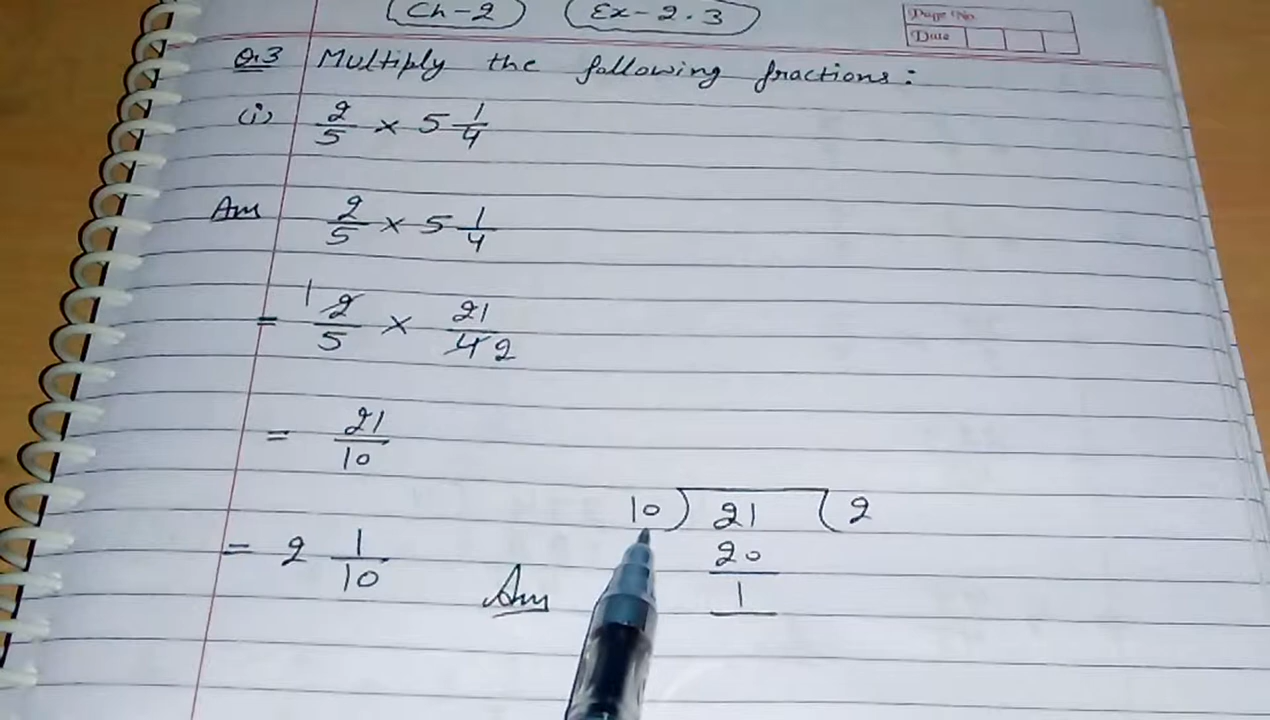 Ch-2 Ex-2.3
Page No.
Date
Q.3 Multiply the following fractions:
(i) 2/5 × 5 1/4
Ans 2/5 × 5 1/4
= 1 2/5 × 21/4 2
= 21/10
10 ) 21 ( 2
20
1
= 2 1/10 Ans